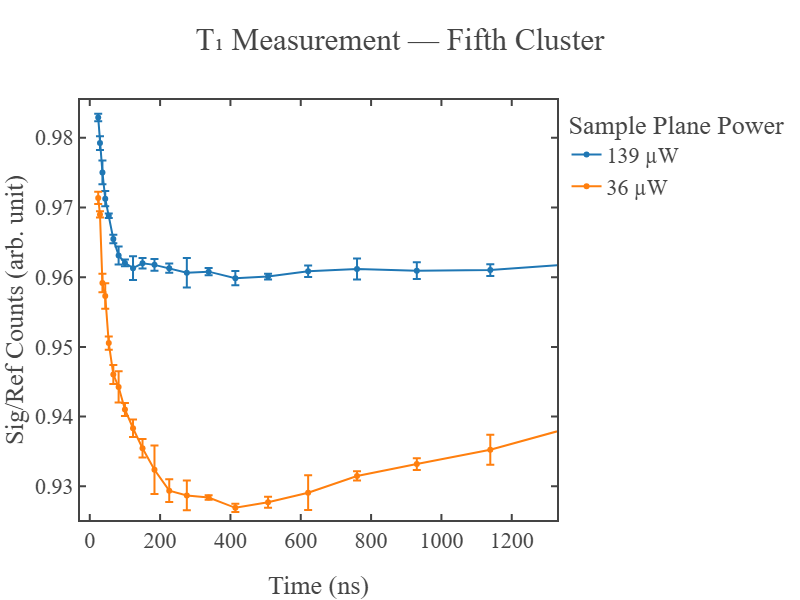 T₁ Measurement — Fifth Cluster
Sample Plane Power
139 µW
36 µW
Sig/Ref Counts (arb. unit)
0.98
0.97
0.96
0.95
0.94
0.93
0 200 400 600 800 1000 1200
Time (ns)